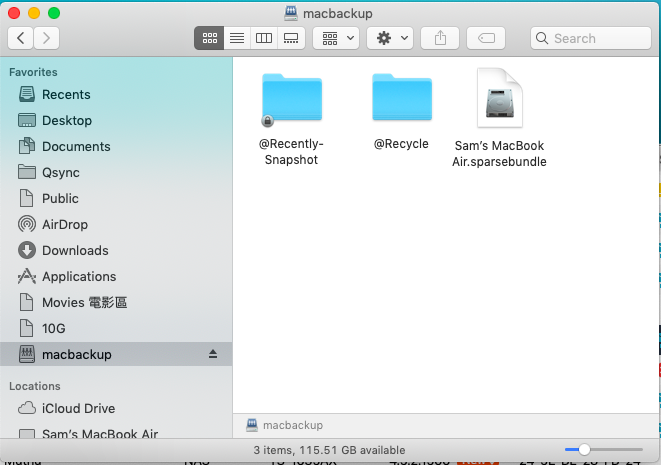 macbackup
Search
Favorites
Recents
Desktop
Documents
Qsync
Public
AirDrop
Downloads
Applications
Movies 電影區
10G
macbackup
Locations
iCloud Drive
Sam's MacBook Air
@Recently-
Snapshot
@Recycle
Sam's MacBook
Air.sparsebundle
macbackup
3 items, 115.51 GB available